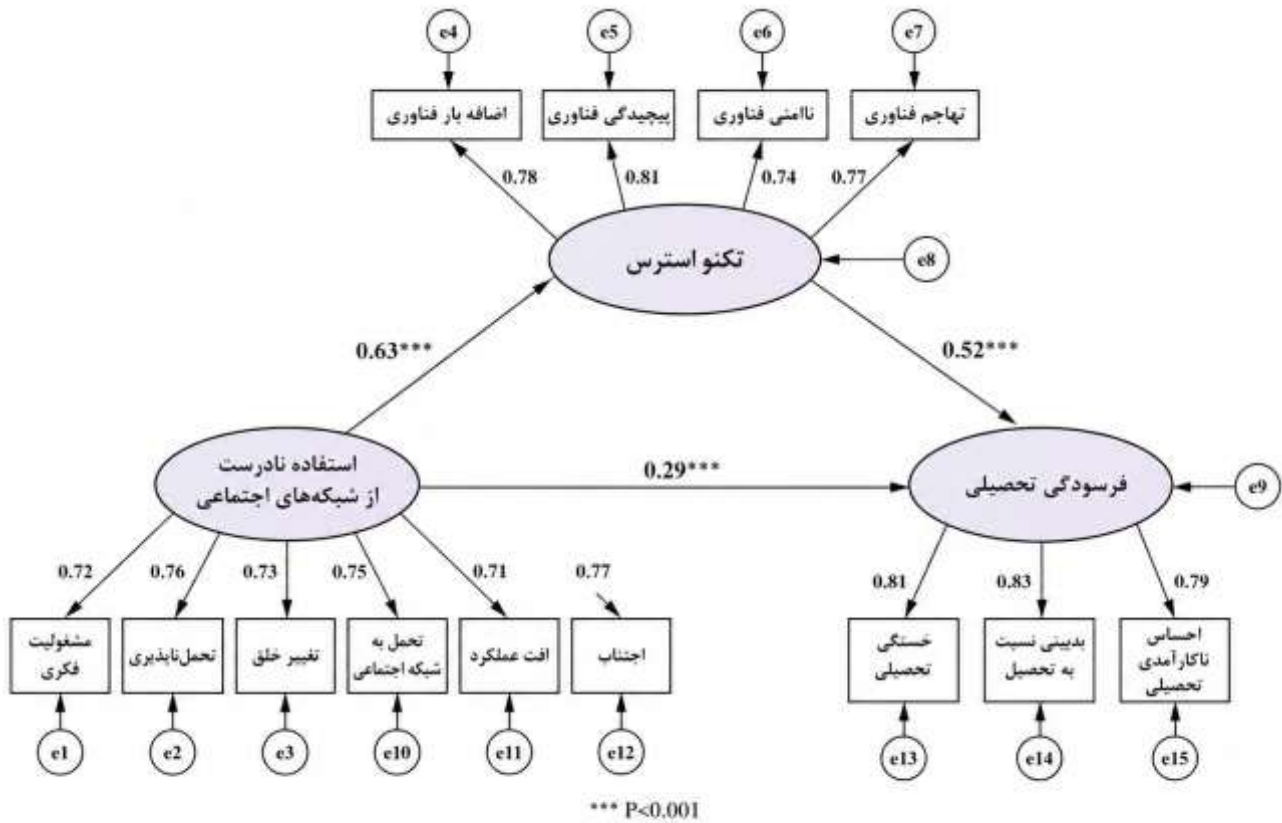 e4
e5
e6
e7
اضافه بار فناوری
پیچیدگی فناوری
ناامنی فناوری
تهاجم فناوری
0.78
0.81
0.74
0.77
تکنو استرس
e8
0.63***
0.52***
استفاده نادرست
از شبکه‌های اجتماعی
0.29***
فرسودگی تحصیلی
e9
0.72
0.76
0.73
0.75
0.71
0.77
0.81
0.83
0.79
مشغولیت
فکری
تحمل‌ناپذیری
تغییر خلق
تحمل به
شبکه اجتماعی
افت عملکرد
اجتناب
خستگی
تحصیلی
بدبینی نسبت
به تحصیل
احساس
ناکارآمدی
تحصیلی
e1
e2
e3
e10
e11
e12
e13
e14
e15
*** P<0.001